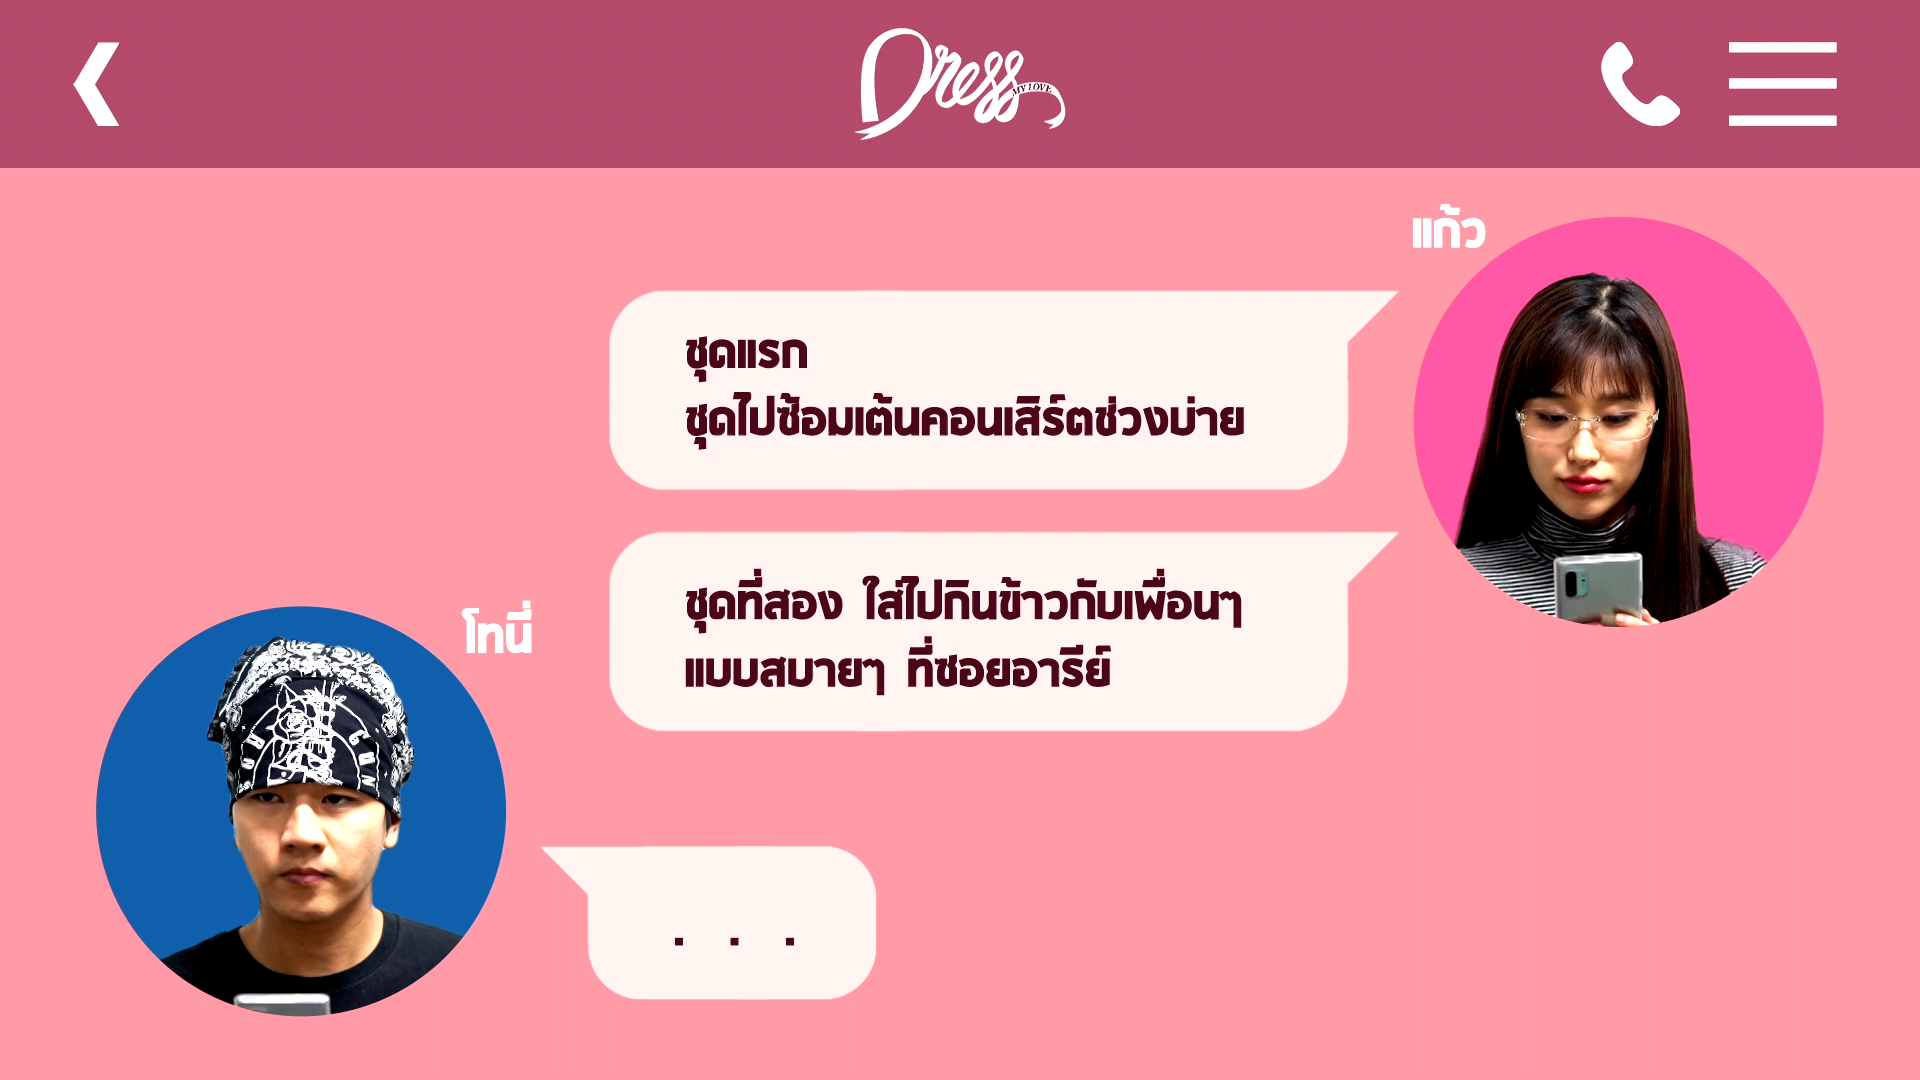 Dress
MY LOVE
แก้ว
ชุดแรก
ชุดไปซ้อมเต้นคอนเสิร์ตช่วงบ่าย
ชุดที่สอง ใส่ไปกินข้าวกับเพื่อนๆ
แบบสบายๆ ที่ซอยอารีย์
โทนี่
. . .